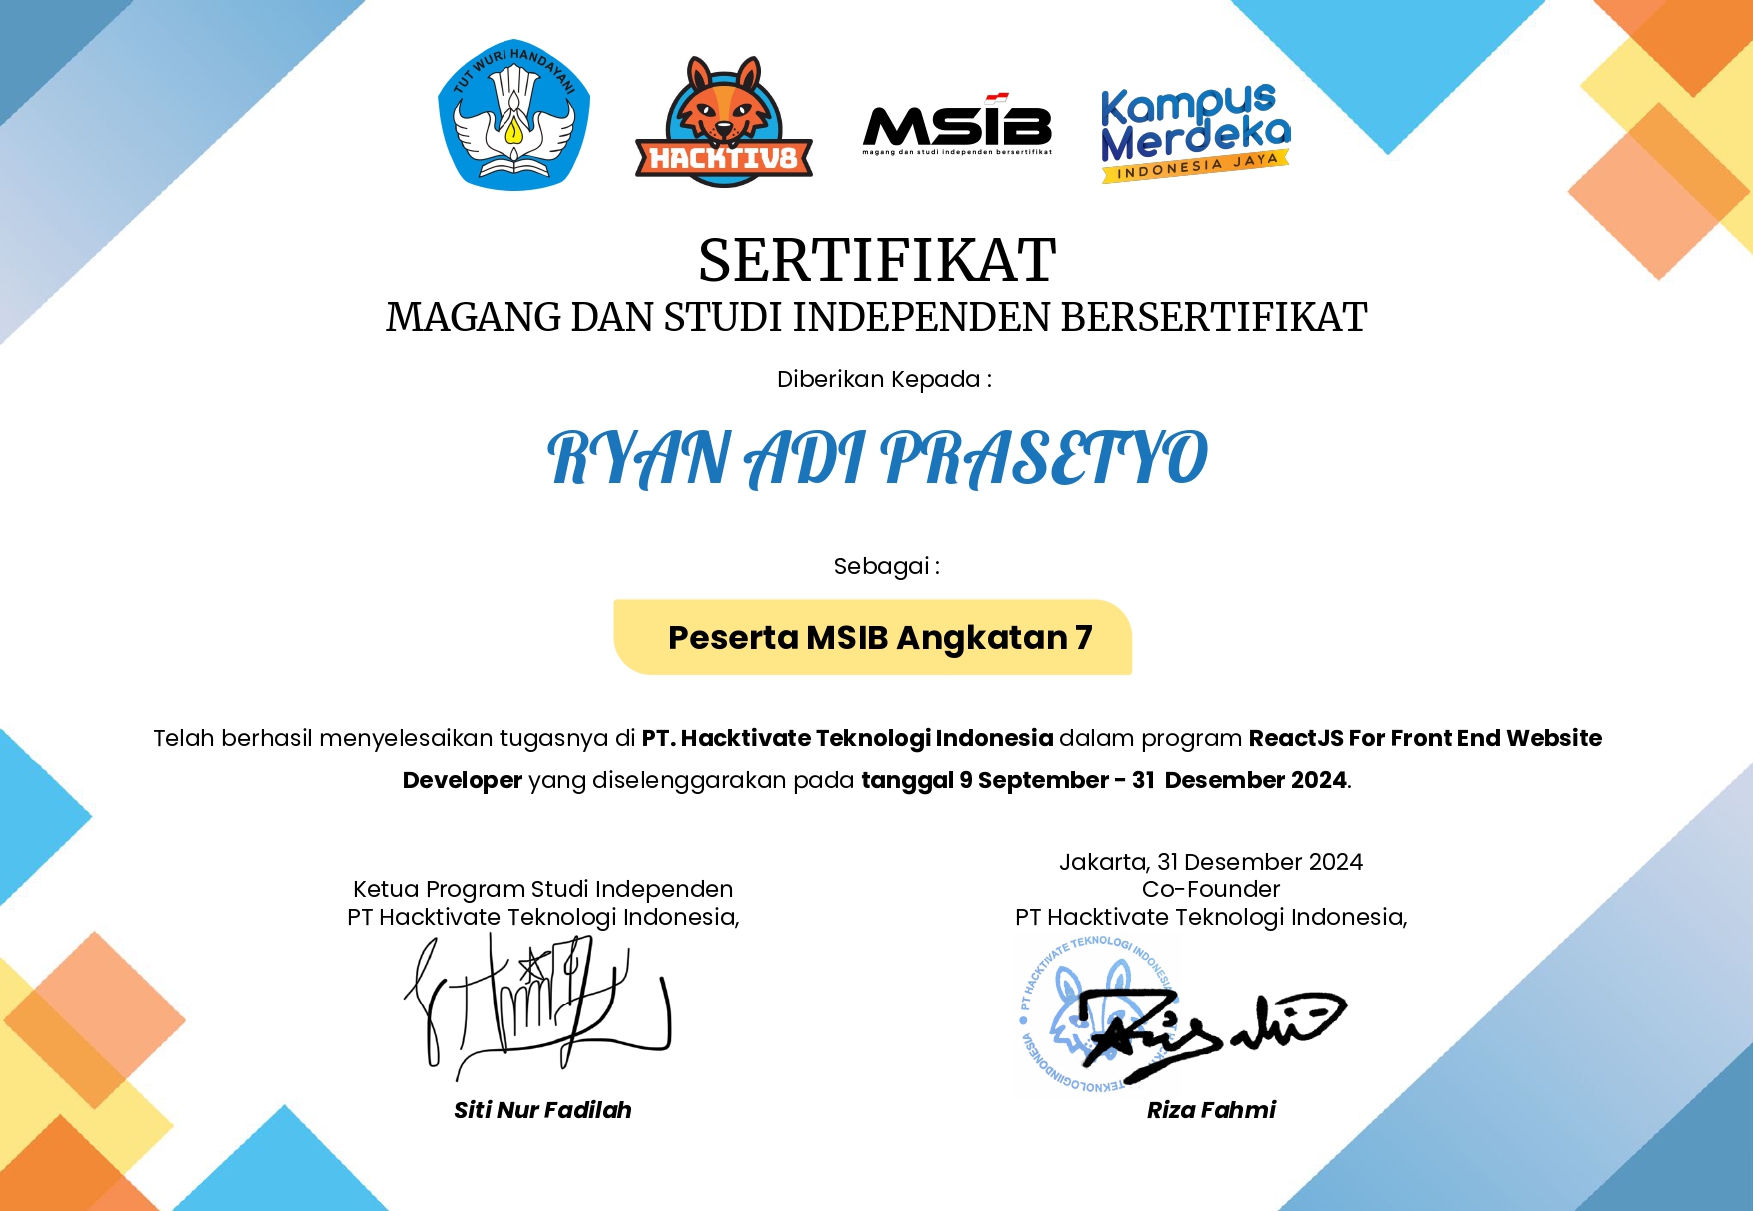 TUT WURI HANDAYANI
HACKTIV8
MSIB
magang dan studi independen bersertifikat
Kampus
Merdeka
INDONESIA JAYA
SERTIFIKAT
MAGANG DAN STUDI INDEPENDEN BERSERTIFIKAT
Diberikan Kepada :
RYAN ADI PRASETYO
Sebagai :
Peserta MSIB Angkatan 7
Telah berhasil menyelesaikan tugasnya di PT. Hacktivate Teknologi Indonesia dalam program ReactJS For Front End Website
Developer yang diselenggarakan pada tanggal 9 September - 31 Desember 2024.
Ketua Program Studi Independen
PT Hacktivate Teknologi Indonesia,
Siti Nur Fadilah
Jakarta, 31 Desember 2024
Co-Founder
PT Hacktivate Teknologi Indonesia,
PT HACKTIVATE TEKNOLOGI INDONESIA
Riza Fahmi